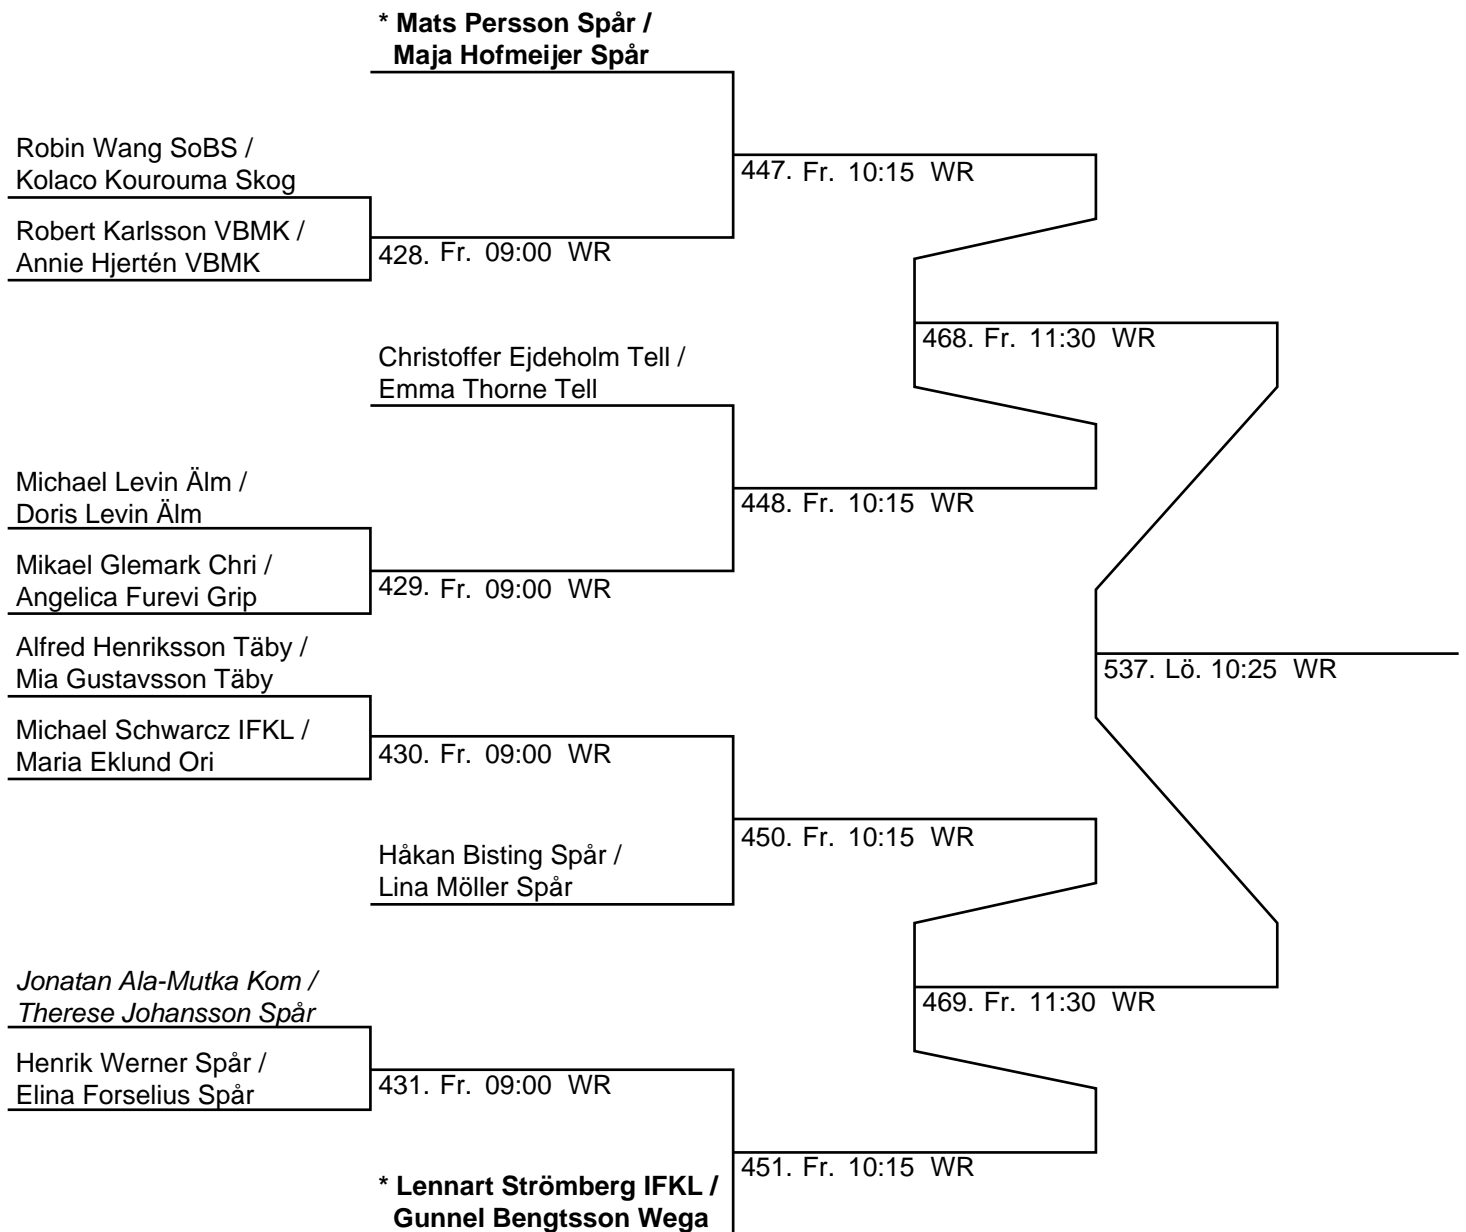 * Mats Persson Spår /
Maja Hofmeijer Spår
Robin Wang SoBS /
Kolaco Kourouma Skog
447. Fr. 10:15 WR
Robert Karlsson VBMK /
Annie Hjertén VBMK
428. Fr. 09:00 WR
468. Fr. 11:30 WR
Christoffer Ejdeholm Tell /
Emma Thorne Tell
Michael Levin Älm /
Doris Levin Älm
448. Fr. 10:15 WR
Mikael Glemark Chri /
Angelica Furevi Grip
429. Fr. 09:00 WR
Alfred Henriksson Täby /
Mia Gustavsson Täby
537. Lö. 10:25 WR
Michael Schwarcz IFKL /
Maria Eklund Ori
430. Fr. 09:00 WR
450. Fr. 10:15 WR
Håkan Bisting Spår /
Lina Möller Spår
Jonatan Ala-Mutka Kom /
Therese Johansson Spår
469. Fr. 11:30 WR
Henrik Werner Spår /
Elina Forselius Spår
431. Fr. 09:00 WR
451. Fr. 10:15 WR
* Lennart Strömberg IFKL /
Gunnel Bengtsson Wega